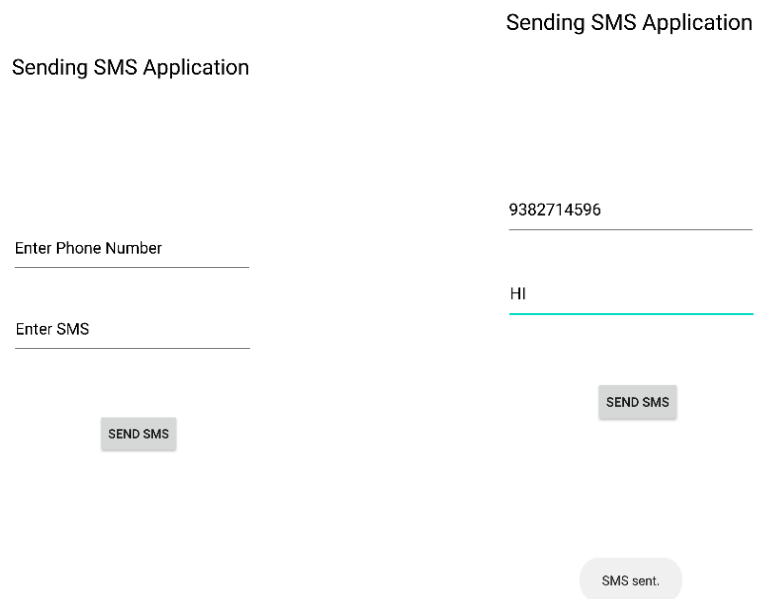 Sending SMS Application
Enter Phone Number
Enter SMS
SEND SMS
Sending SMS Application
9382714596
HI
SEND SMS
SMS sent.